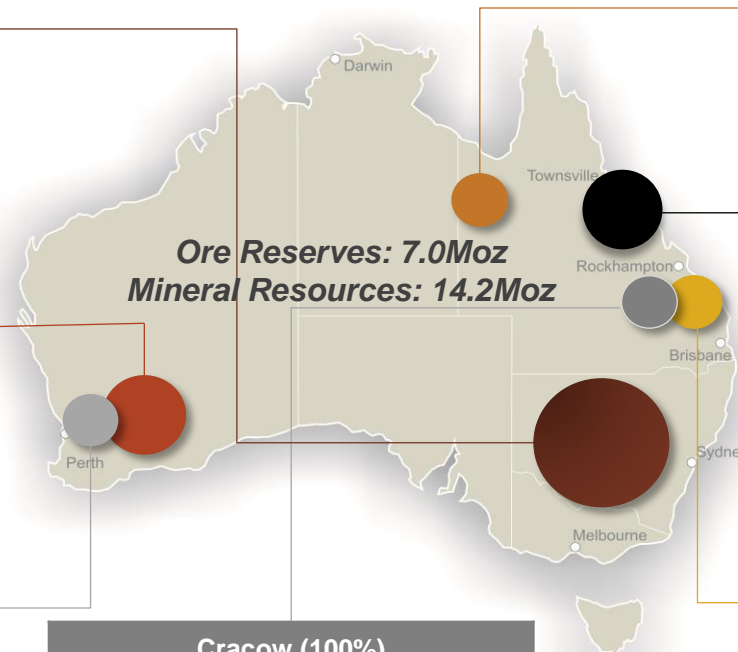 Darwin
Townsville
Ore Reserves: 7.0Moz
Rockhampton
Mineral Resources: 14.2Moz
Brisbane
Sydne
Perth
Melbourne
Cracow (100%)